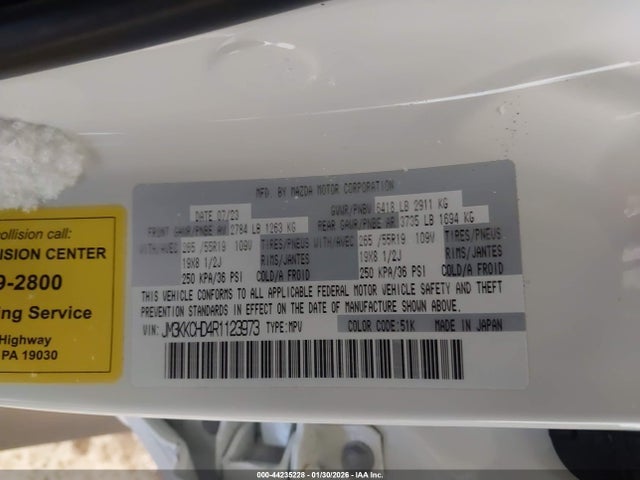 MFD. BY MAZDA MOTOR CORPORATION
DATE 07/23
GVWR/PNBV 6418 LB 2911 KG
FRONT GAWR/PNBE AV 2784 LB 1263 KG
REAR GAWR/PNBE AR 3735 LB 1694 KG
WITH/AVEC 265 /55R19 109V TIRES/PNEUS WITH/AVEC 265 /55R19 109V TIRES/PNEUS
19X8 1/2J RIMS/JANTES 19X8 1/2J RIMS/JANTES
250 KPA/36 PSI COLD/A FROID 250 KPA/36 PSI COLD/A FROID
THIS VEHICLE CONFORMS TO ALL APPLICABLE FEDERAL MOTOR VEHICLE SAFETY AND THEFT
PREVENTION STANDARDS IN EFFECT ON THE DATE OF MANUFACTURE SHOWN ABOVE.
VIN: JM3KKCHD4R1123973 TYPE:MPV COLOR CODE:51K MADE IN JAPAN
ollision call:
ISION CENTER
9-2800
ing Service
Highway
PA 19030
000-44235228 - 01/30/2026 - IAA Inc.